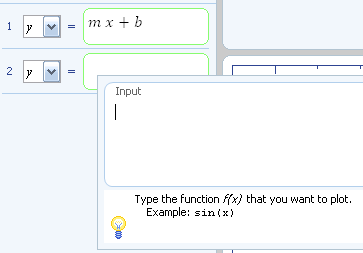 1 y = m x + b
2 y =
Input
Type the function f(x) that you want to plot.
Example: sin(x)